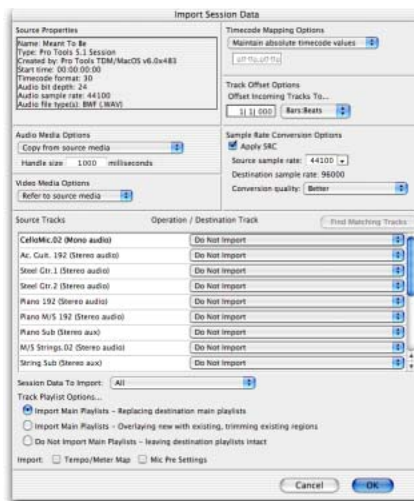 Import Session Data
Source Properties
Name: Meant To Be
Type: Pro Tools 5.1 Session
Created by: Pro Tools TDM/MacOS v6.0x483
Start time: 00:00:00:00
Timecode format: 30
Audio bit depth: 24
Audio sample rate: 44100
Audio file type(s): BWF (.WAV)
Timecode Mapping Options
Maintain absolute timecode values
Track Offset Options
Offset Incoming Tracks To...
1| 1| 000 Bars:Beats
Audio Media Options
Copy from source media
Handle size 1000 milliseconds
Video Media Options
Refer to source media
Sample Rate Conversion Options
Apply SRC
Source sample rate: 44100
Destination sample rate: 96000
Conversion quality: Better
Source Tracks Operation / Destination Track Find Matching Tracks
CelloMic.02 (Mono audio) Do Not Import
Ac. Guit. 192 (Stereo audio) Do Not Import
Steel Gtr.1 (Stereo audio) Do Not Import
Steel Gtr.2 (Stereo audio) Do Not Import
Piano 192 (Stereo audio) Do Not Import
Piano M/S 192 (Stereo audio) Do Not Import
Piano Sub (Stereo aux) Do Not Import
M/S Strings.02 (Stereo audio) Do Not Import
String Sub (Stereo aux) Do Not Import
Session Data To Import: All
Track Playlist Options...
Import Main Playlists - Replacing destination main playlists
Import Main Playlists - Overlaying new with existing, trimming existing regions
Do Not Import Main Playlists - leaving destination playlists intact
Import: Tempo/Meter Map Mic Pre Settings
Cancel OK